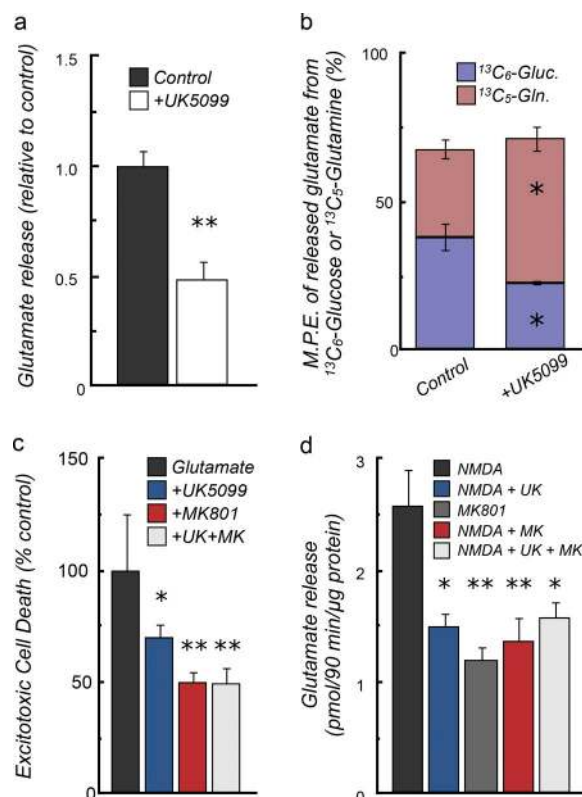 a
Glutamate release (relative to control)
1.5
1.0
0.5
0
Control
+UK5099
**
b
M.P.E. of released glutamate from
¹³C₆-Glucose or ¹³C₅-Glutamine (%)
100
50
0
¹³C₆-Gluc.
¹³C₅-Gln.
*
*
Control
+UK5099
c
Excitotoxic Cell Death (% control)
150
100
50
0
Glutamate
+UK5099
+MK801
+UK+MK
* ** **
d
Glutamate release
(pmol/90 min/µg protein)
3
2
1
0
NMDA
NMDA + UK
MK801
NMDA + MK
NMDA + UK + MK
* ** ** *